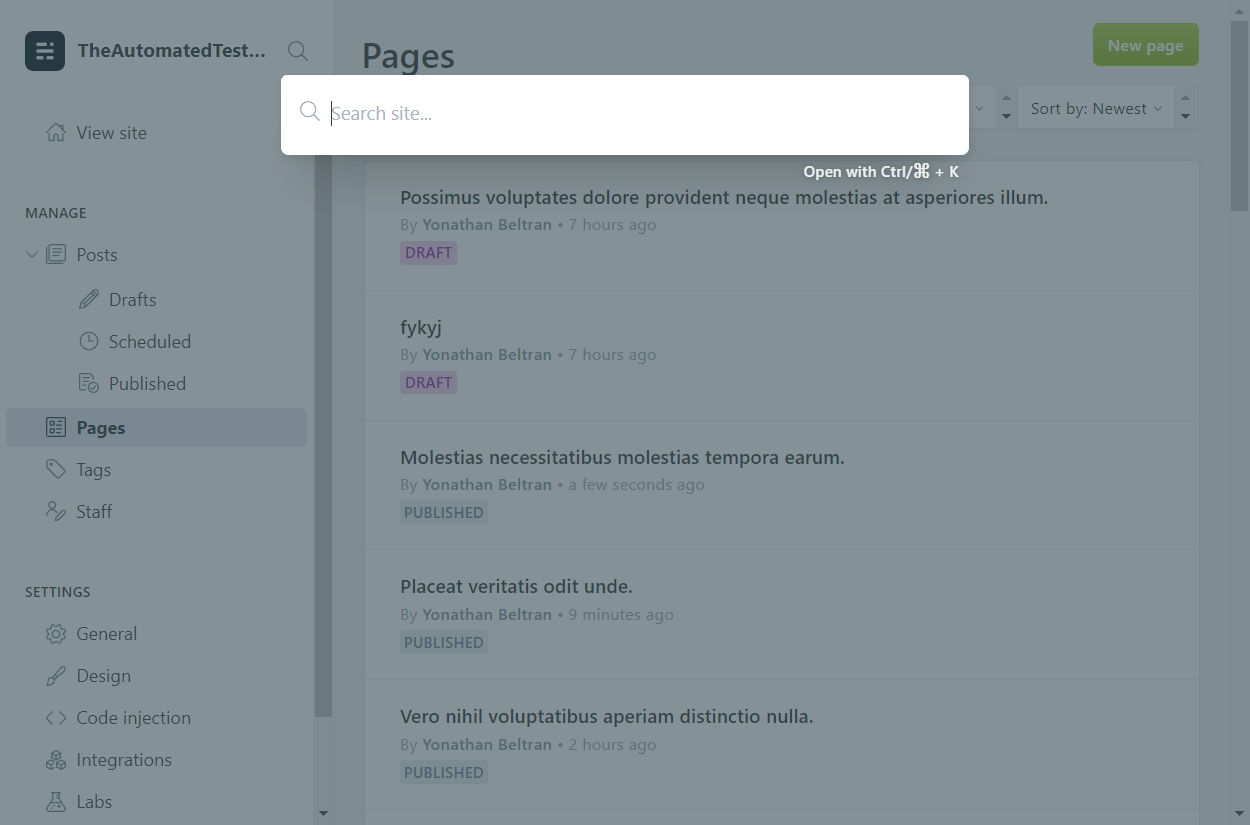 TheAutomatedTest...
View site
MANAGE
Posts
Drafts
Scheduled
Published
Pages
Tags
Staff
SETTINGS
General
Design
Code injection
Integrations
Labs
Pages
New page
Search site...
Sort by: Newest
Open with Ctrl/⌘ + K
Possimus voluptates dolore provident neque molestias at asperiores illum.
By Yonathan Beltran • 7 hours ago
DRAFT
fykyj
By Yonathan Beltran • 7 hours ago
DRAFT
Molestias necessitatibus molestias tempora earum.
By Yonathan Beltran • a few seconds ago
PUBLISHED
Placeat veritatis odit unde.
By Yonathan Beltran • 9 minutes ago
PUBLISHED
Vero nihil voluptatibus aperiam distinctio nulla.
By Yonathan Beltran • 2 hours ago
PUBLISHED